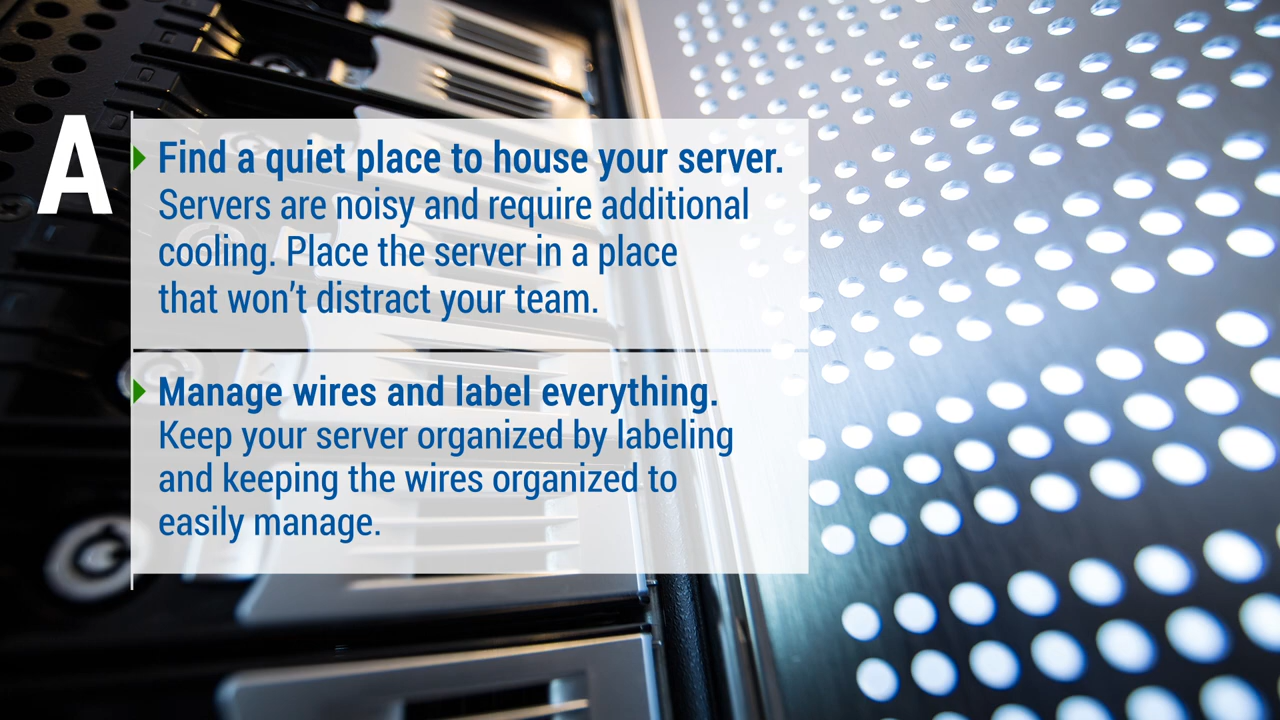 A
Find a quiet place to house your server.
Servers are noisy and require additional
cooling. Place the server in a place
that won’t distract your team.
Manage wires and label everything.
Keep your server organized by labeling
and keeping the wires organized to
easily manage.